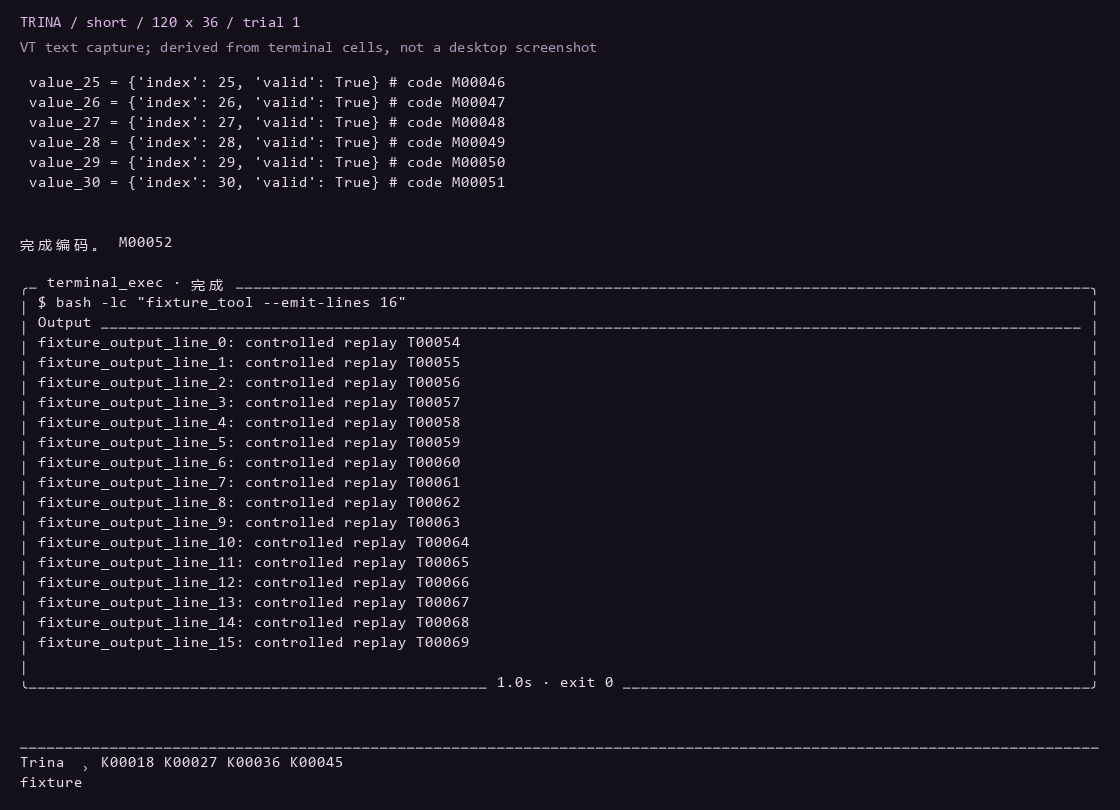 TRINA / short / 120 x 36 / trial 1
VT text capture; derived from terminal cells, not a desktop screenshot
value_25 = {'index': 25, 'valid': True} # code M00046
value_26 = {'index': 26, 'valid': True} # code M00047
value_27 = {'index': 27, 'valid': True} # code M00048
value_28 = {'index': 28, 'valid': True} # code M00049
value_29 = {'index': 29, 'valid': True} # code M00050
value_30 = {'index': 30, 'valid': True} # code M00051
完成编码。 M00052
terminal_exec · 完成
$ bash -lc "fixture_tool --emit-lines 16"
Output
fixture_output_line_0: controlled replay T00054
fixture_output_line_1: controlled replay T00055
fixture_output_line_2: controlled replay T00056
fixture_output_line_3: controlled replay T00057
fixture_output_line_4: controlled replay T00058
fixture_output_line_5: controlled replay T00059
fixture_output_line_6: controlled replay T00060
fixture_output_line_7: controlled replay T00061
fixture_output_line_8: controlled replay T00062
fixture_output_line_9: controlled replay T00063
fixture_output_line_10: controlled replay T00064
fixture_output_line_11: controlled replay T00065
fixture_output_line_12: controlled replay T00066
fixture_output_line_13: controlled replay T00067
fixture_output_line_14: controlled replay T00068
fixture_output_line_15: controlled replay T00069
1.0s · exit 0
Trina › K00018 K00027 K00036 K00045
fixture